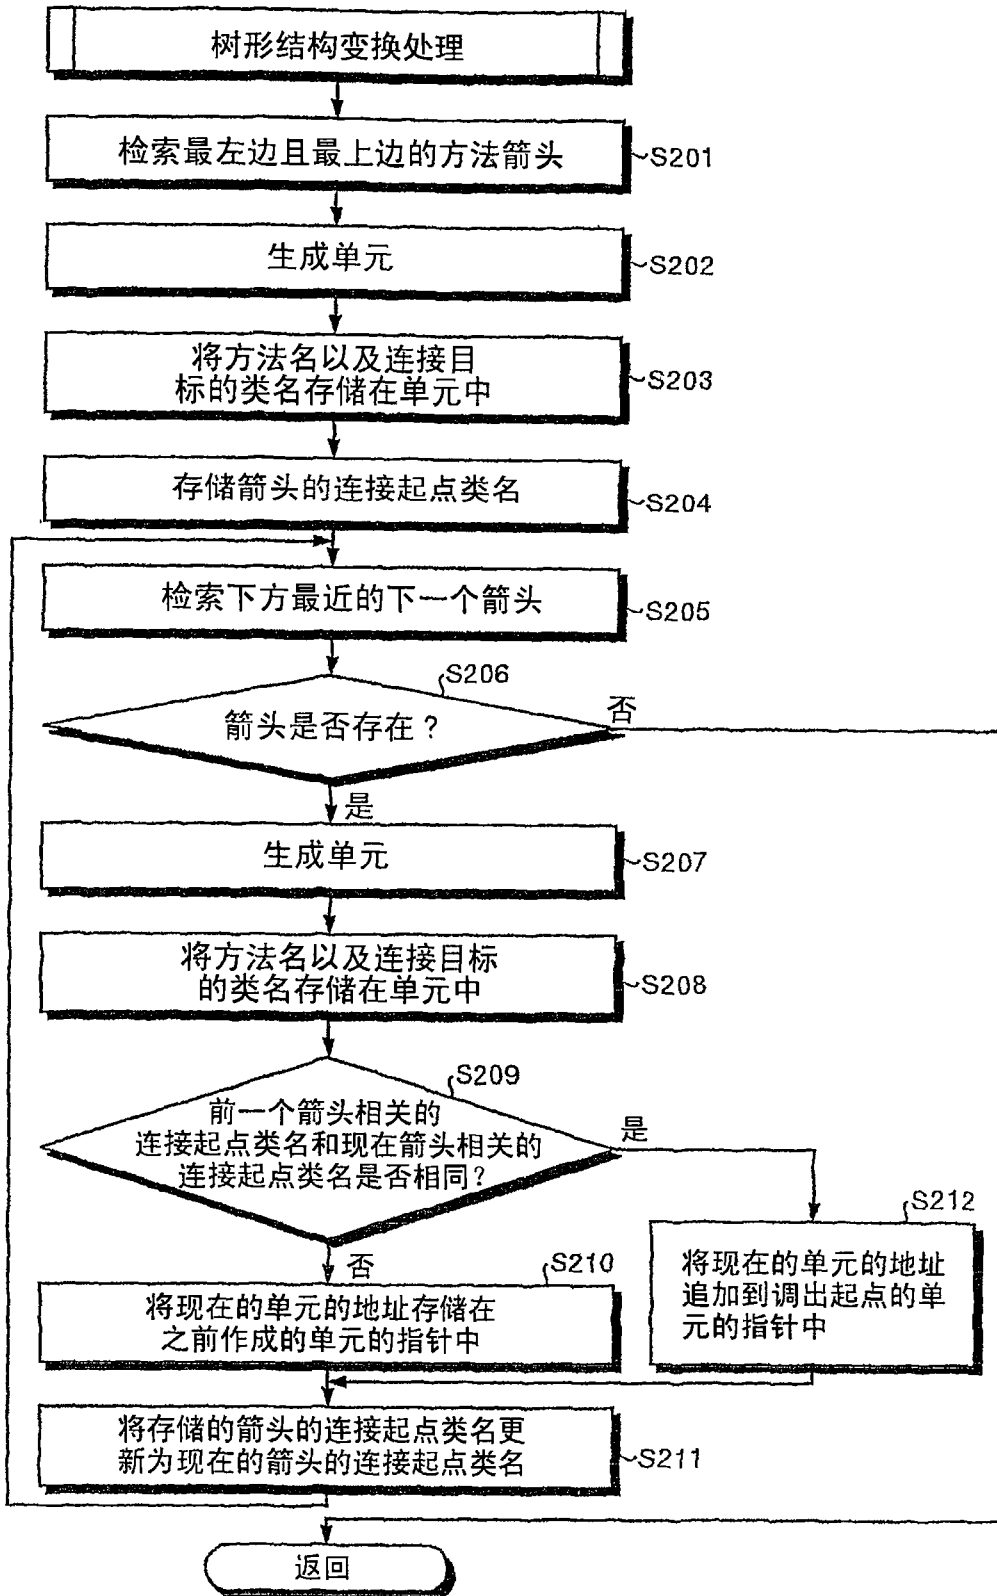 树形结构变换处理
检索最左边且最上边的方法箭头
S201
生成单元
S202
将方法名以及连接目
标的类名存储在单元中
S203
存储箭头的连接起点类名
S204
检索下方最近的下一个箭头
S205
S206
箭头是否存在?
否
是
生成单元
S207
将方法名以及连接目标
的类名存储在单元中
S208
S209
前一个箭头相关的
连接起点类名和现在箭头相关的
连接起点类名是否相同?
是
否
S210
将现在的单元的地址存储在
之前作成的单元的指针中
S212
将现在的单元的地址
追加到调出起点的单
元的指针中
将存储的箭头的连接起点类名更
新为现在的箭头的连接起点类名
S211
返回